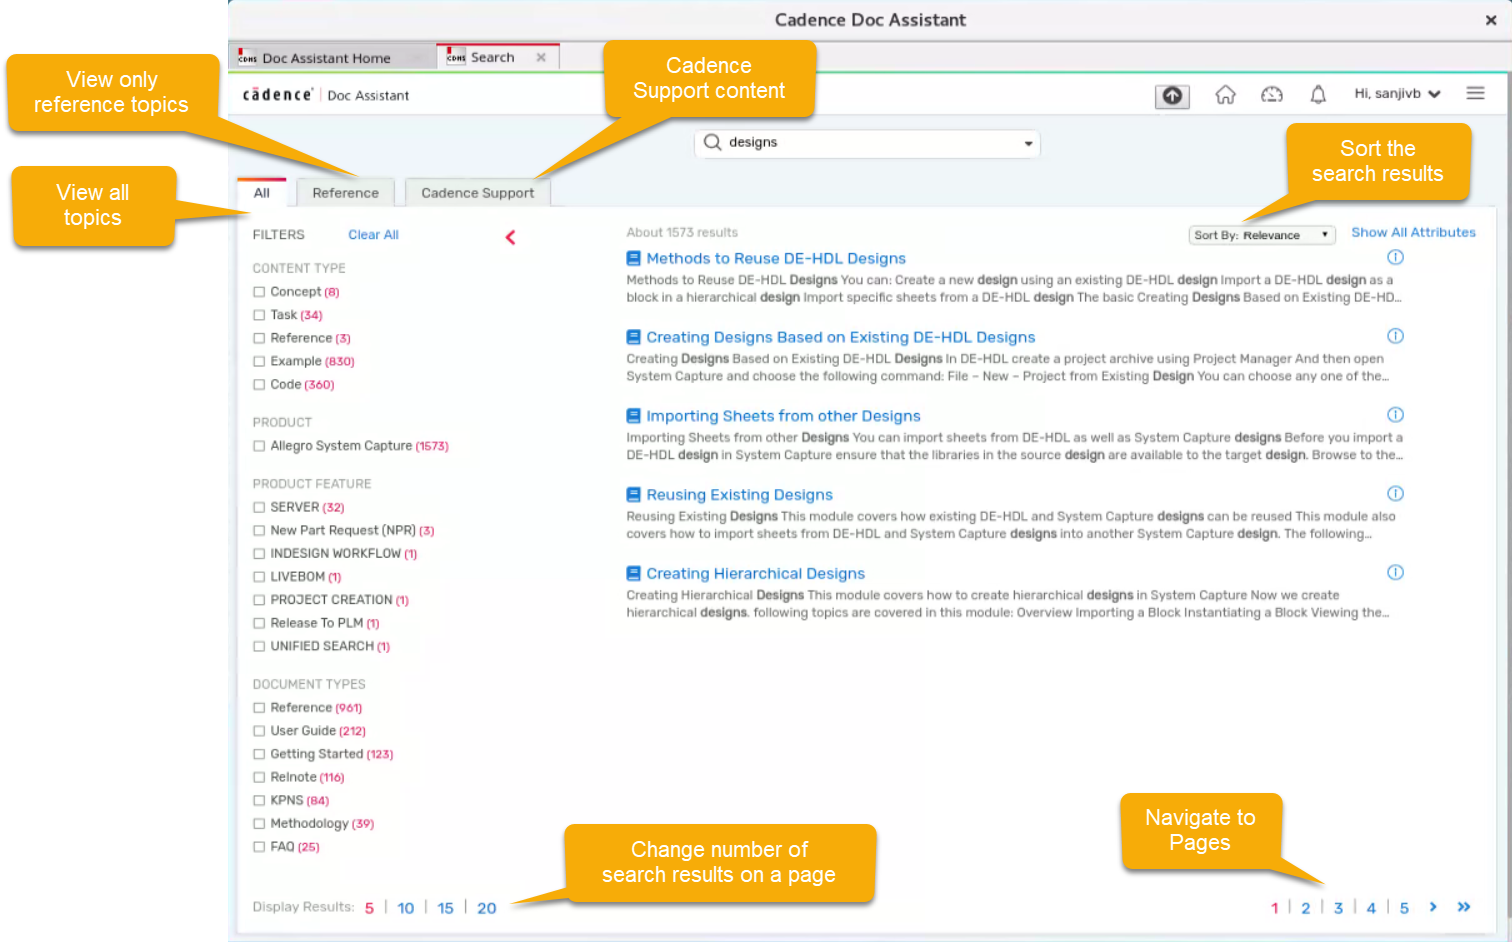 Cadence Doc Assistant
CDNS Doc Assistant Home
CDNS Search
View only
reference topics
Cadence
Support content
cādence® | Doc Assistant
Hi, sanjivb
designs
Sort the
search results
View all
topics
All
Reference
Cadence Support
FILTERS
Clear All
CONTENT TYPE
Concept (8)
Task (34)
Reference (3)
Example (830)
Code (360)
PRODUCT
Allegro System Capture (1573)
PRODUCT FEATURE
SERVER (32)
New Part Request (NPR) (3)
INDESIGN WORKFLOW (1)
LIVEBOM (1)
PROJECT CREATION (1)
Release To PLM (1)
UNIFIED SEARCH (1)
DOCUMENT TYPES
Reference (961)
User Guide (212)
Getting Started (123)
Relnote (116)
KPNS (84)
Methodology (39)
FAQ (25)
About 1573 results
Sort By: Relevance
Show All Attributes
Methods to Reuse DE-HDL Designs
Methods to Reuse DE-HDL Designs You can: Create a new design using an existing DE-HDL design Import a DE-HDL design as a
block in a hierarchical design Import specific sheets from a DE-HDL design The basic Creating Designs Based on Existing DE-HD...
Creating Designs Based on Existing DE-HDL Designs
Creating Designs Based on Existing DE-HDL Designs In DE-HDL create a project archive using Project Manager And then open
System Capture and choose the following command: File – New – Project from Existing Design You can choose any one of the...
Importing Sheets from other Designs
Importing Sheets from other Designs You can import sheets from DE-HDL as well as System Capture designs Before you import a
DE-HDL design in System Capture ensure that the libraries in the source design are available to the target design. Browse to the...
Reusing Existing Designs
Reusing Existing Designs This module covers how existing DE-HDL and System Capture designs can be reused This module also
covers how to import sheets from DE-HDL and System Capture designs into another System Capture design. The following...
Creating Hierarchical Designs
Creating Hierarchical Designs This module covers how to create hierarchical designs in System Capture Now we create
hierarchical designs. following topics are covered in this module: Overview Importing a Block Instantiating a Block Viewing the...
Change number of
search results on a page
Navigate to
Pages
Display Results: 5 | 10 | 15 | 20
1 | 2 | 3 | 4 | 5 > >>